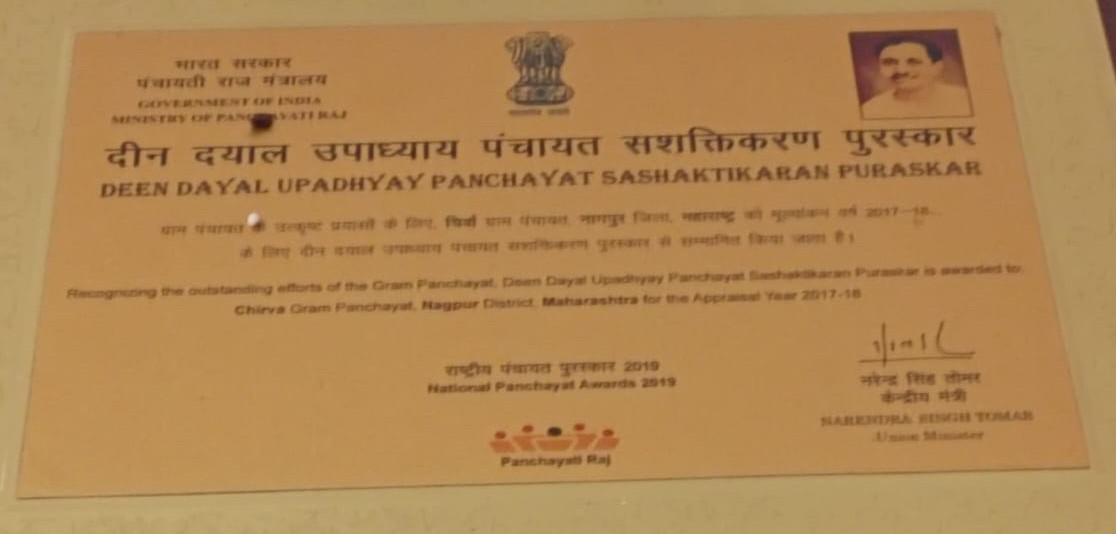 भारत सरकार
पंचायती राज मंत्रालय
GOVERNMENT OF INDIA
MINISTRY OF PANCHAYATI RAJ
दीन दयाल उपाध्याय पंचायत सशक्तिकरण पुरस्कार
DEEN DAYAL UPADHYAY PANCHAYAT SASHAKTIKARAN PURASKAR
ग्राम पंचायत के उत्कृष्ट प्रयासों के लिए, चिर्वा ग्राम पंचायत, नागपुर जिला, महाराष्ट्र को मूल्यांकन वर्ष 2017-18
के लिए दीन दयाल उपाध्याय पंचायत सशक्तिकरण पुरस्कार से सम्मानित किया जाता है।
Recognizing the outstanding efforts of the Gram Panchayat, Deen Dayal Upadhyay Panchayat Sashaktikaran Puraskar is awarded to
Chirva Gram Panchayat, Nagpur District, Maharashtra for the Appraisal Year 2017-18
राष्ट्रीय पंचायत पुरस्कार 2019
National Panchayat Awards 2019
नरेन्द्र सिंह तोमर
केन्द्रीय मंत्री
NARENDRA SINGH TOMAR
Union Minister
Panchayati Raj